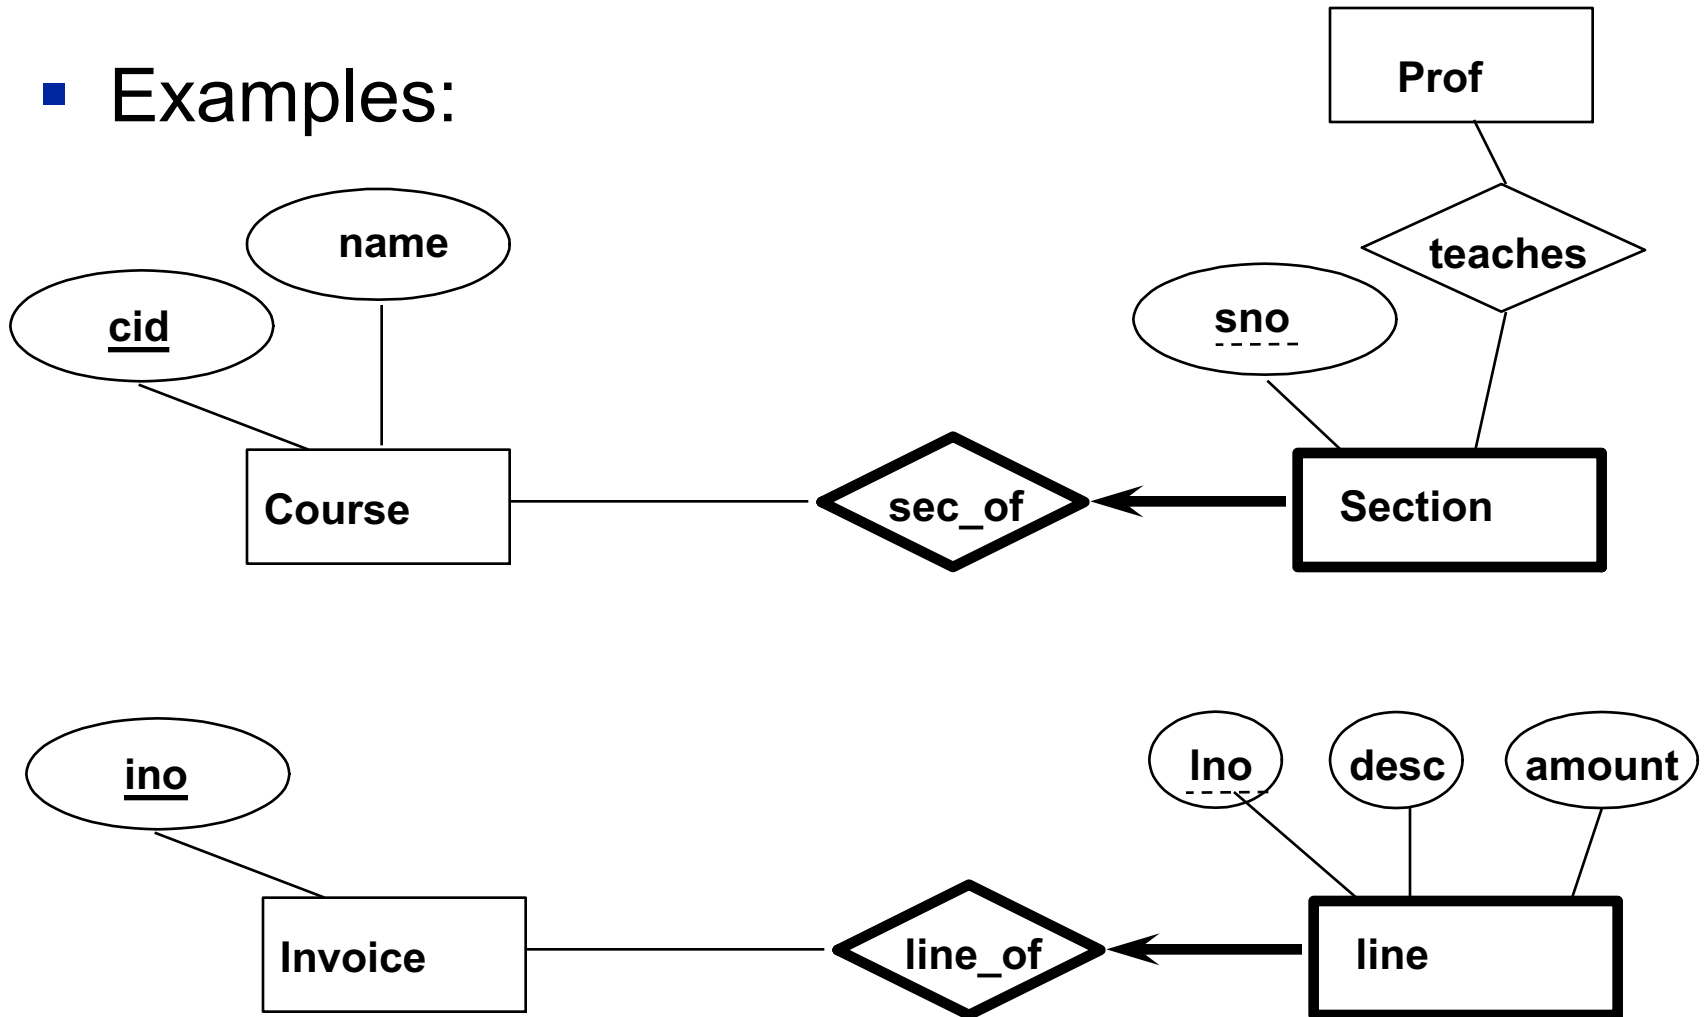 Prof
Examples:
name
teaches
cid
sno
Course
sec_of
Section
ino
lno
desc
amount
Invoice
line_of
line